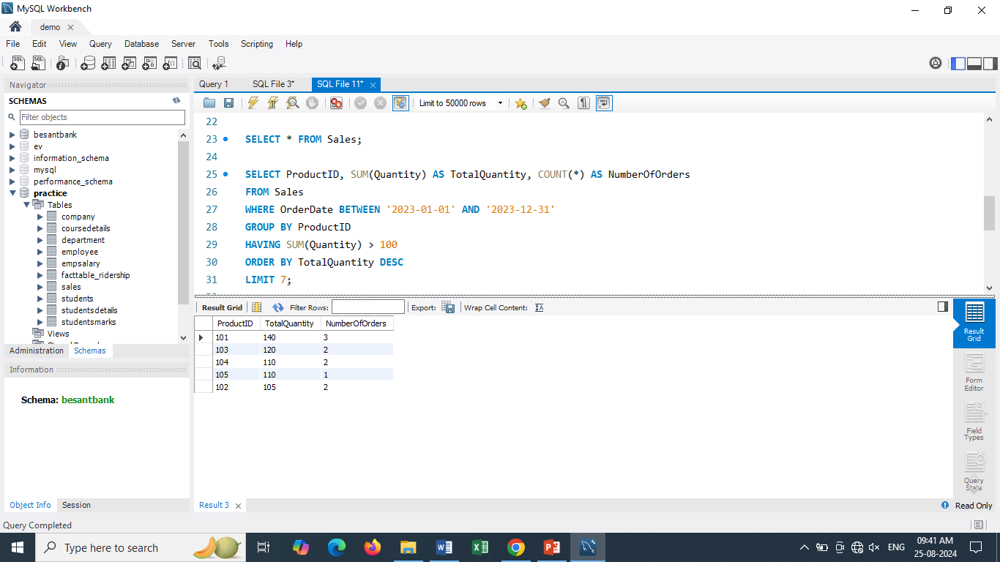 MySQL Workbench
demo
File Edit View Query Database Server Tools Scripting Help
Navigator
SCHEMAS
Filter objects
besantbank
ev
information_schema
mysql
performance_schema
practice
Tables
company
coursedetails
department
employee
empsalary
facttable_ridership
sales
students
studentsdetails
studentsmarks
Views
Administration Schemas
Information
Schema: besantbank
Object Info Session
Query 1 SQL File 3* SQL File 11*
Limit to 50000 rows
22
23 SELECT * FROM Sales;
24
25 SELECT ProductID, SUM(Quantity) AS TotalQuantity, COUNT(*) AS NumberOfOrders
26 FROM Sales
27 WHERE OrderDate BETWEEN '2023-01-01' AND '2023-12-31'
28 GROUP BY ProductID
29 HAVING SUM(Quantity) > 100
30 ORDER BY TotalQuantity DESC
31 LIMIT 7;
Result Grid Filter Rows: Export: Wrap Cell Content:
ProductID TotalQuantity NumberOfOrders
101 140 3
103 120 2
104 110 2
105 110 1
102 105 2
Result
Grid
Form
Editor
Field
Types
Query
Stats
Result 3
Read Only
Query Completed
Type here to search
ENG
09:41 AM
25-08-2024